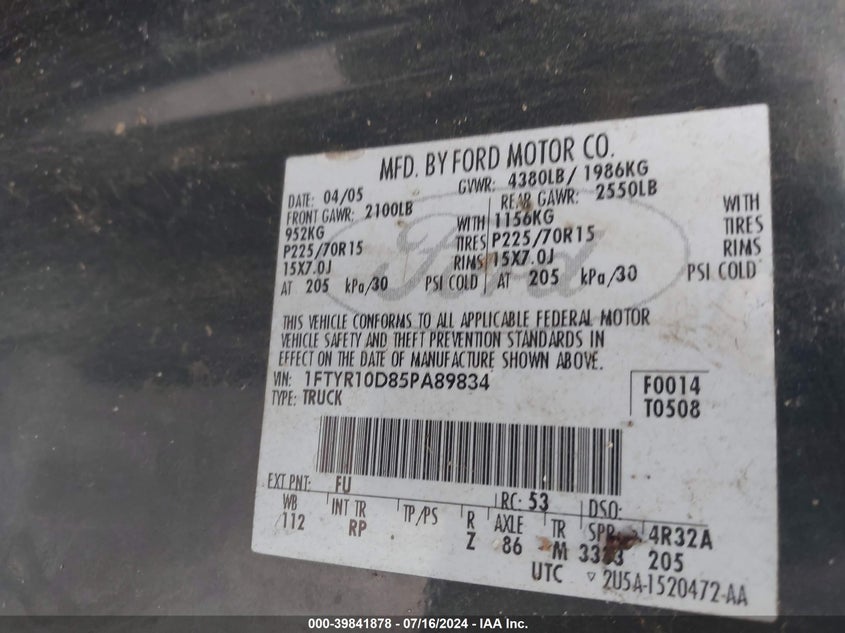 MFD. BY FORD MOTOR CO.
DATE: 04/05 GVWR: 4380LB/ 1986KG
FRONT GAWR: 2100LB REAR GAWR: 2550LB
952KG WITH 1156KG WITH
P225/70R15 TIRES P225/70R15 TIRES
15X7.0J RIMS 15X7.0J RIMS
AT 205 kPa/30 PSI COLD AT 205 kPa/30 PSI COLD
THIS VEHICLE CONFORMS TO ALL APPLICABLE FEDERAL MOTOR
VEHICLE SAFETY AND THEFT PREVENTION STANDARDS IN
EFFECT ON THE DATE OF MANUFACTURE SHOWN ABOVE.
VIN: 1FTYR10D85PA89834 F0014
TYPE: TRUCK T0508
EXT PNT: FU RC: 53 DSO:
WB INT TR TP/PS R AXLE TR SPR 4R32A
112 RP Z 86 M 205
UTC ▽ 2U5A-1520472-AA
Ford
000-39841878 - 07/16/2024 - IAA Inc.